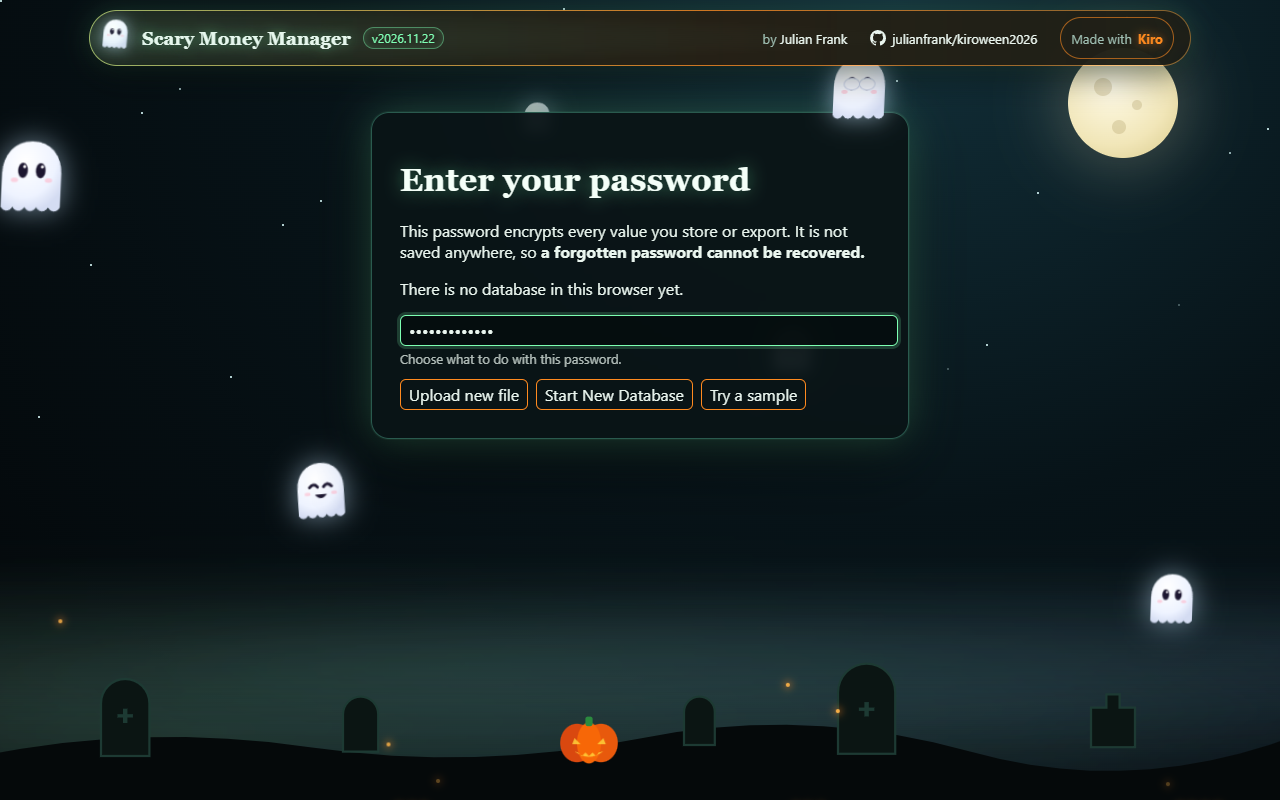 Scary Money Manager
v2026.11.22
by Julian Frank
julianfrank/kiroween2026
Made with Kiro
Enter your password
This password encrypts every value you store or export. It is not
saved anywhere, so a forgotten password cannot be recovered.
There is no database in this browser yet.
•••••••••••••
Choose what to do with this password.
Upload new file
Start New Database
Try a sample